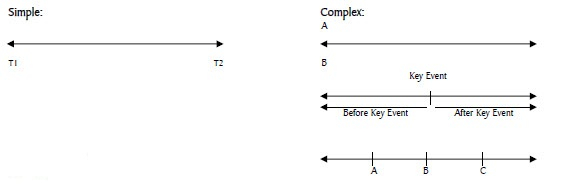 Simple:
T1 T2
Complex:
A
B
Key Event
Before Key Event After Key Event
A B C